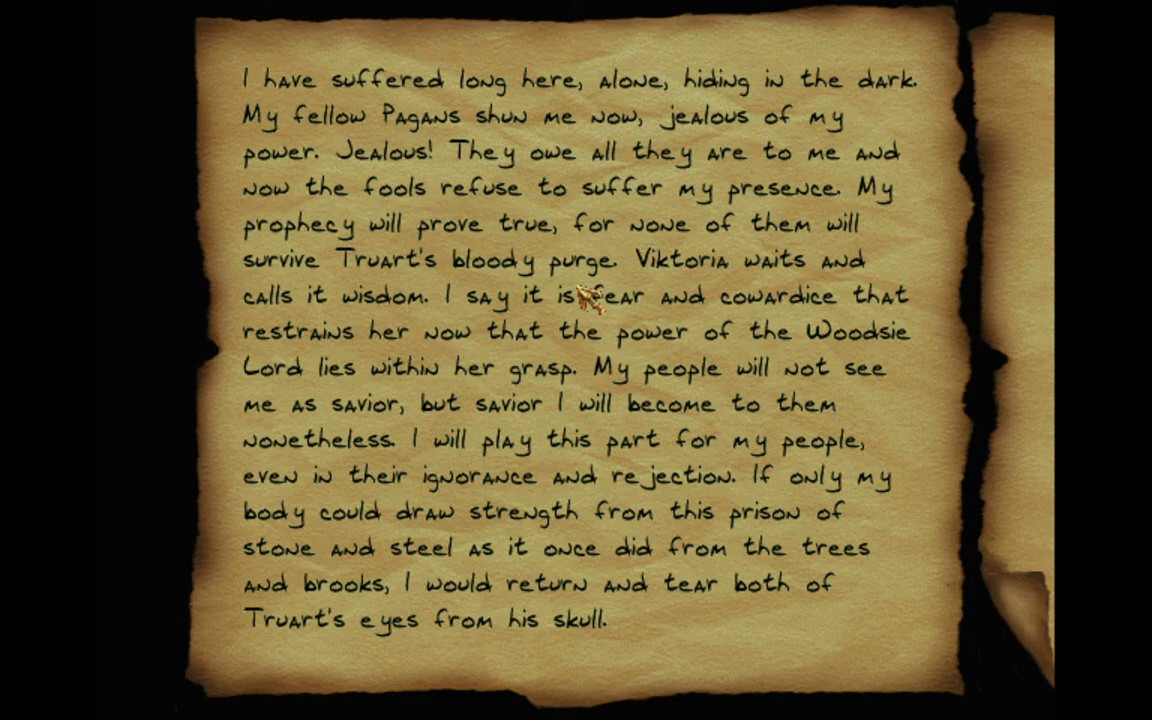 I have suffered long here, alone, hiding in the dark.
My fellow Pagans shun me now, jealous of my
power. Jealous! They owe all they are to me and
now the fools refuse to suffer my presence. My
prophecy will prove true, for none of them will
survive Truart's bloody purge. Viktoria waits and
calls it wisdom. I say it is fear and cowardice that
restrains her now that the power of the Woodsie
Lord lies within her grasp. My people will not see
me as savior, but savior I will become to them
nonetheless. I will play this part for my people,
even in their ignorance and rejection. If only my
body could draw strength from this prison of
stone and steel as it once did from the trees
and brooks, I would return and tear both of
Truart's eyes from his skull.